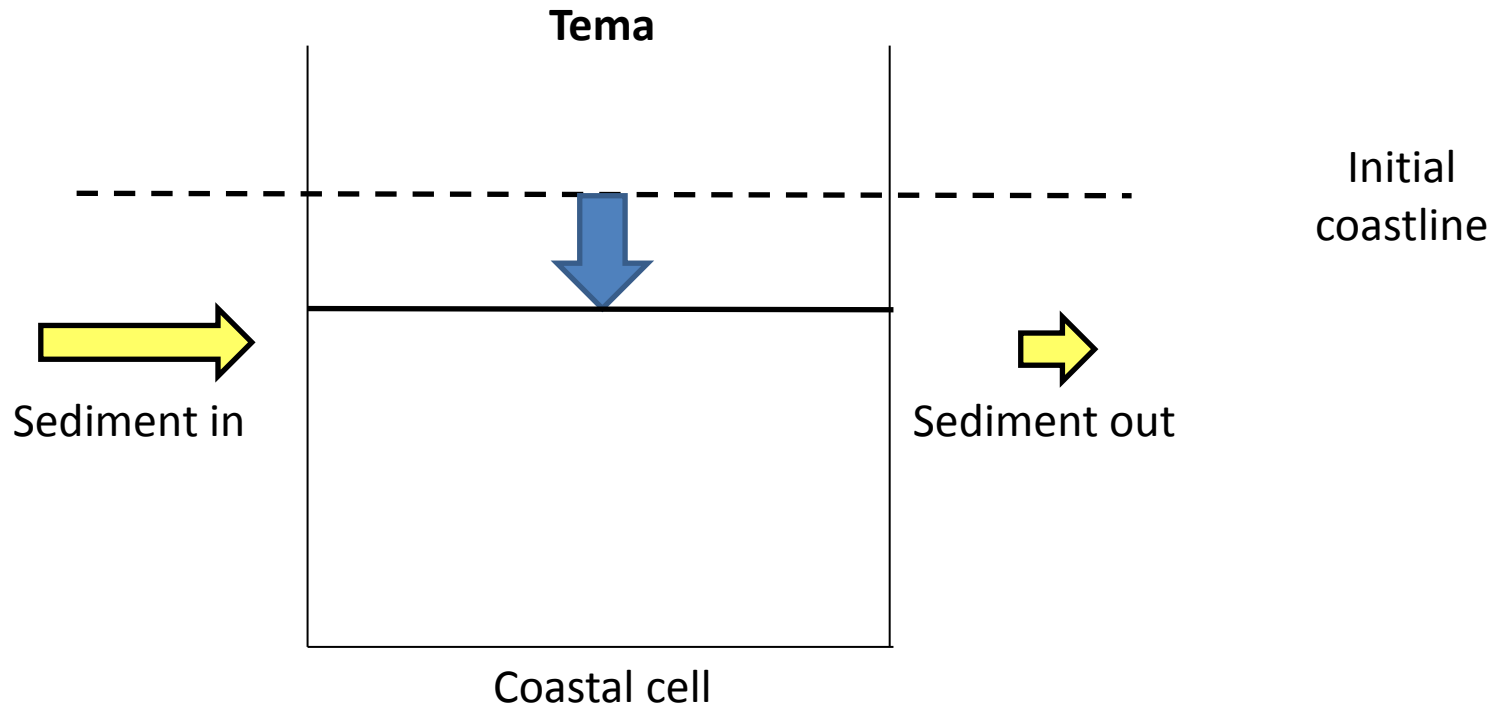 Tema
Initial
coastline
Sediment in
Sediment out
Coastal cell